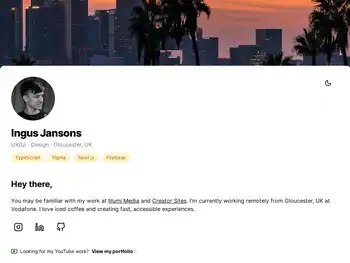 Ingus Jansons
UX/UI · Design · Gloucester, UK
TypeScript Figma Next.js Firebase
Hey there,
You may be familiar with my work at Illumi Media and Creator Sites. I'm currently working remotely from Gloucester, UK at
Vodafone. I love iced coffee and creating fast, accessible experiences.
Looking for my YouTube work? View my portfolio